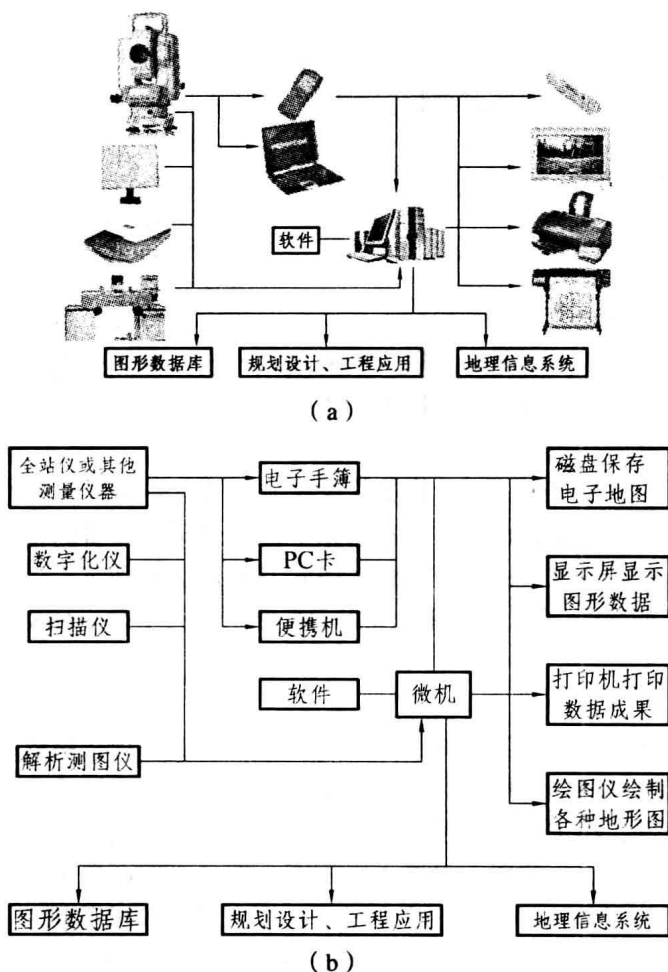 软件
图形数据库
规划设计、工程应用
地理信息系统
(a)
全站仪或其他
测量仪器
电子手簿
磁盘保存
电子地图
数字化仪
PC卡
显示屏显示
图形数据
扫描仪
便携机
软件
微机
打印机打印
数据成果
解析测图仪
绘图仪绘制
各种地形图
图形数据库
规划设计、工程应用
地理信息系统
(b)